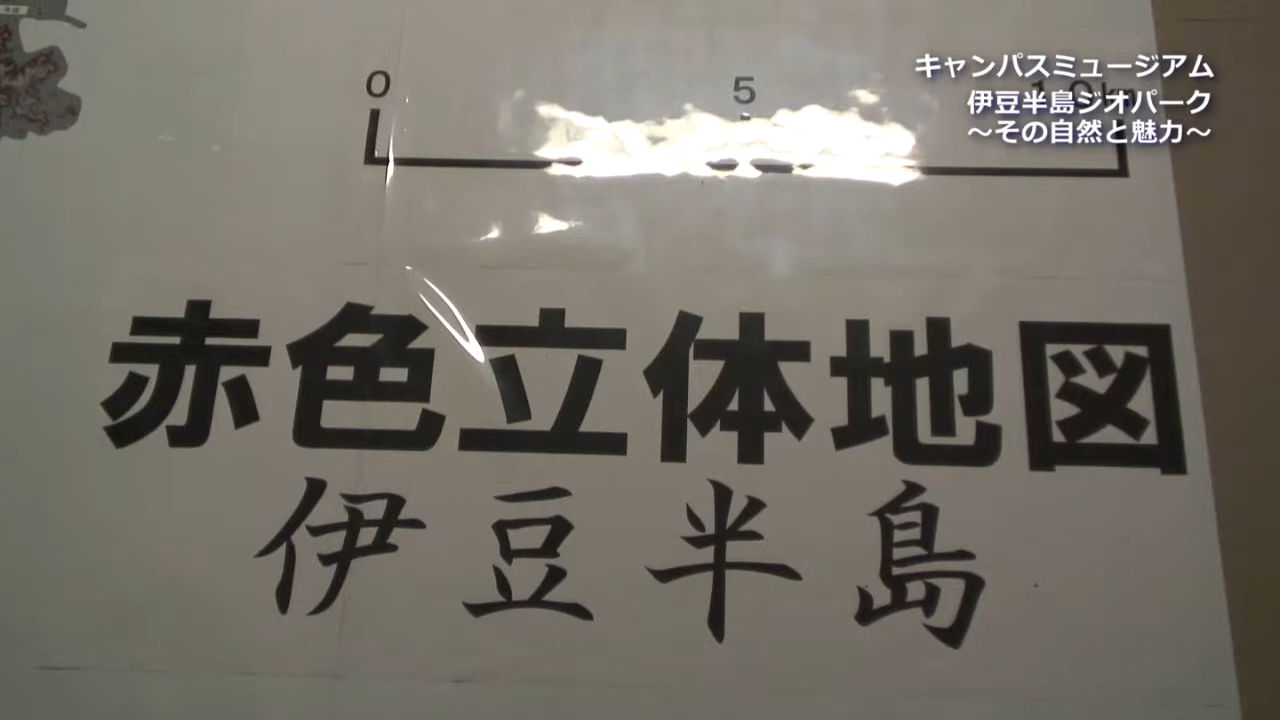 キャンパスミュージアム
伊豆半島ジオパーク
～その自然と魅力～
0 5
赤色立体地図
伊豆半島